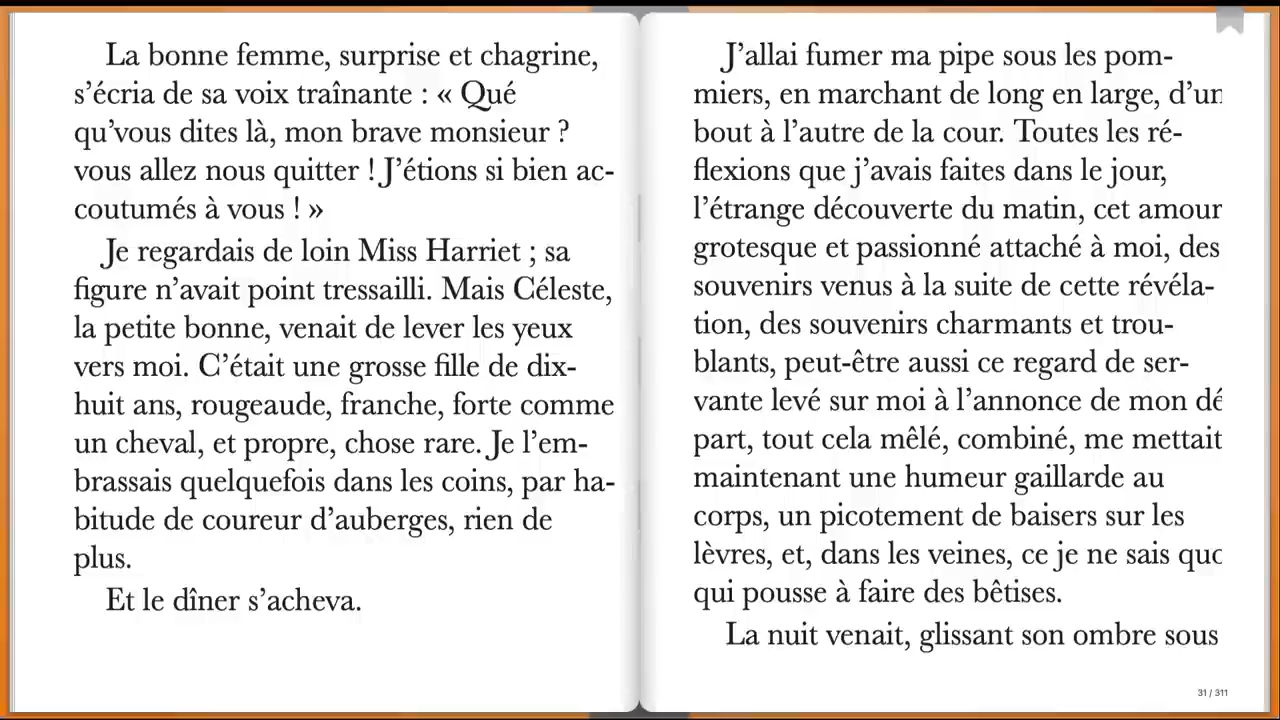 La bonne femme, surprise et chagrine,
s’écria de sa voix traînante : « Qué
qu’vous dites là, mon brave monsieur ?
vous allez nous quitter ! J’étions si bien ac-
coutumés à vous ! »
Je regardais de loin Miss Harriet ; sa
figure n’avait point tressailli. Mais Céleste,
la petite bonne, venait de lever les yeux
vers moi. C’était une grosse fille de dix-
huit ans, rougeaude, franche, forte comme
un cheval, et propre, chose rare. Je l’em-
brassais quelquefois dans les coins, par ha-
bitude de coureur d’auberges, rien de
plus.
Et le dîner s’acheva.
J’allai fumer ma pipe sous les pom-
miers, en marchant de long en large, d’un
bout à l’autre de la cour. Toutes les ré-
flexions que j’avais faites dans le jour,
l’étrange découverte du matin, cet amour
grotesque et passionné attaché à moi, des
souvenirs venus à la suite de cette révéla-
tion, des souvenirs charmants et trou-
blants, peut-être aussi ce regard de ser-
vante levé sur moi à l’annonce de mon dé
part, tout cela mêlé, combiné, me mettait
maintenant une humeur gaillarde au
corps, un picotement de baisers sur les
lèvres, et, dans les veines, ce je ne sais quo
qui pousse à faire des bêtises.
La nuit venait, glissant son ombre sous
31 / 311